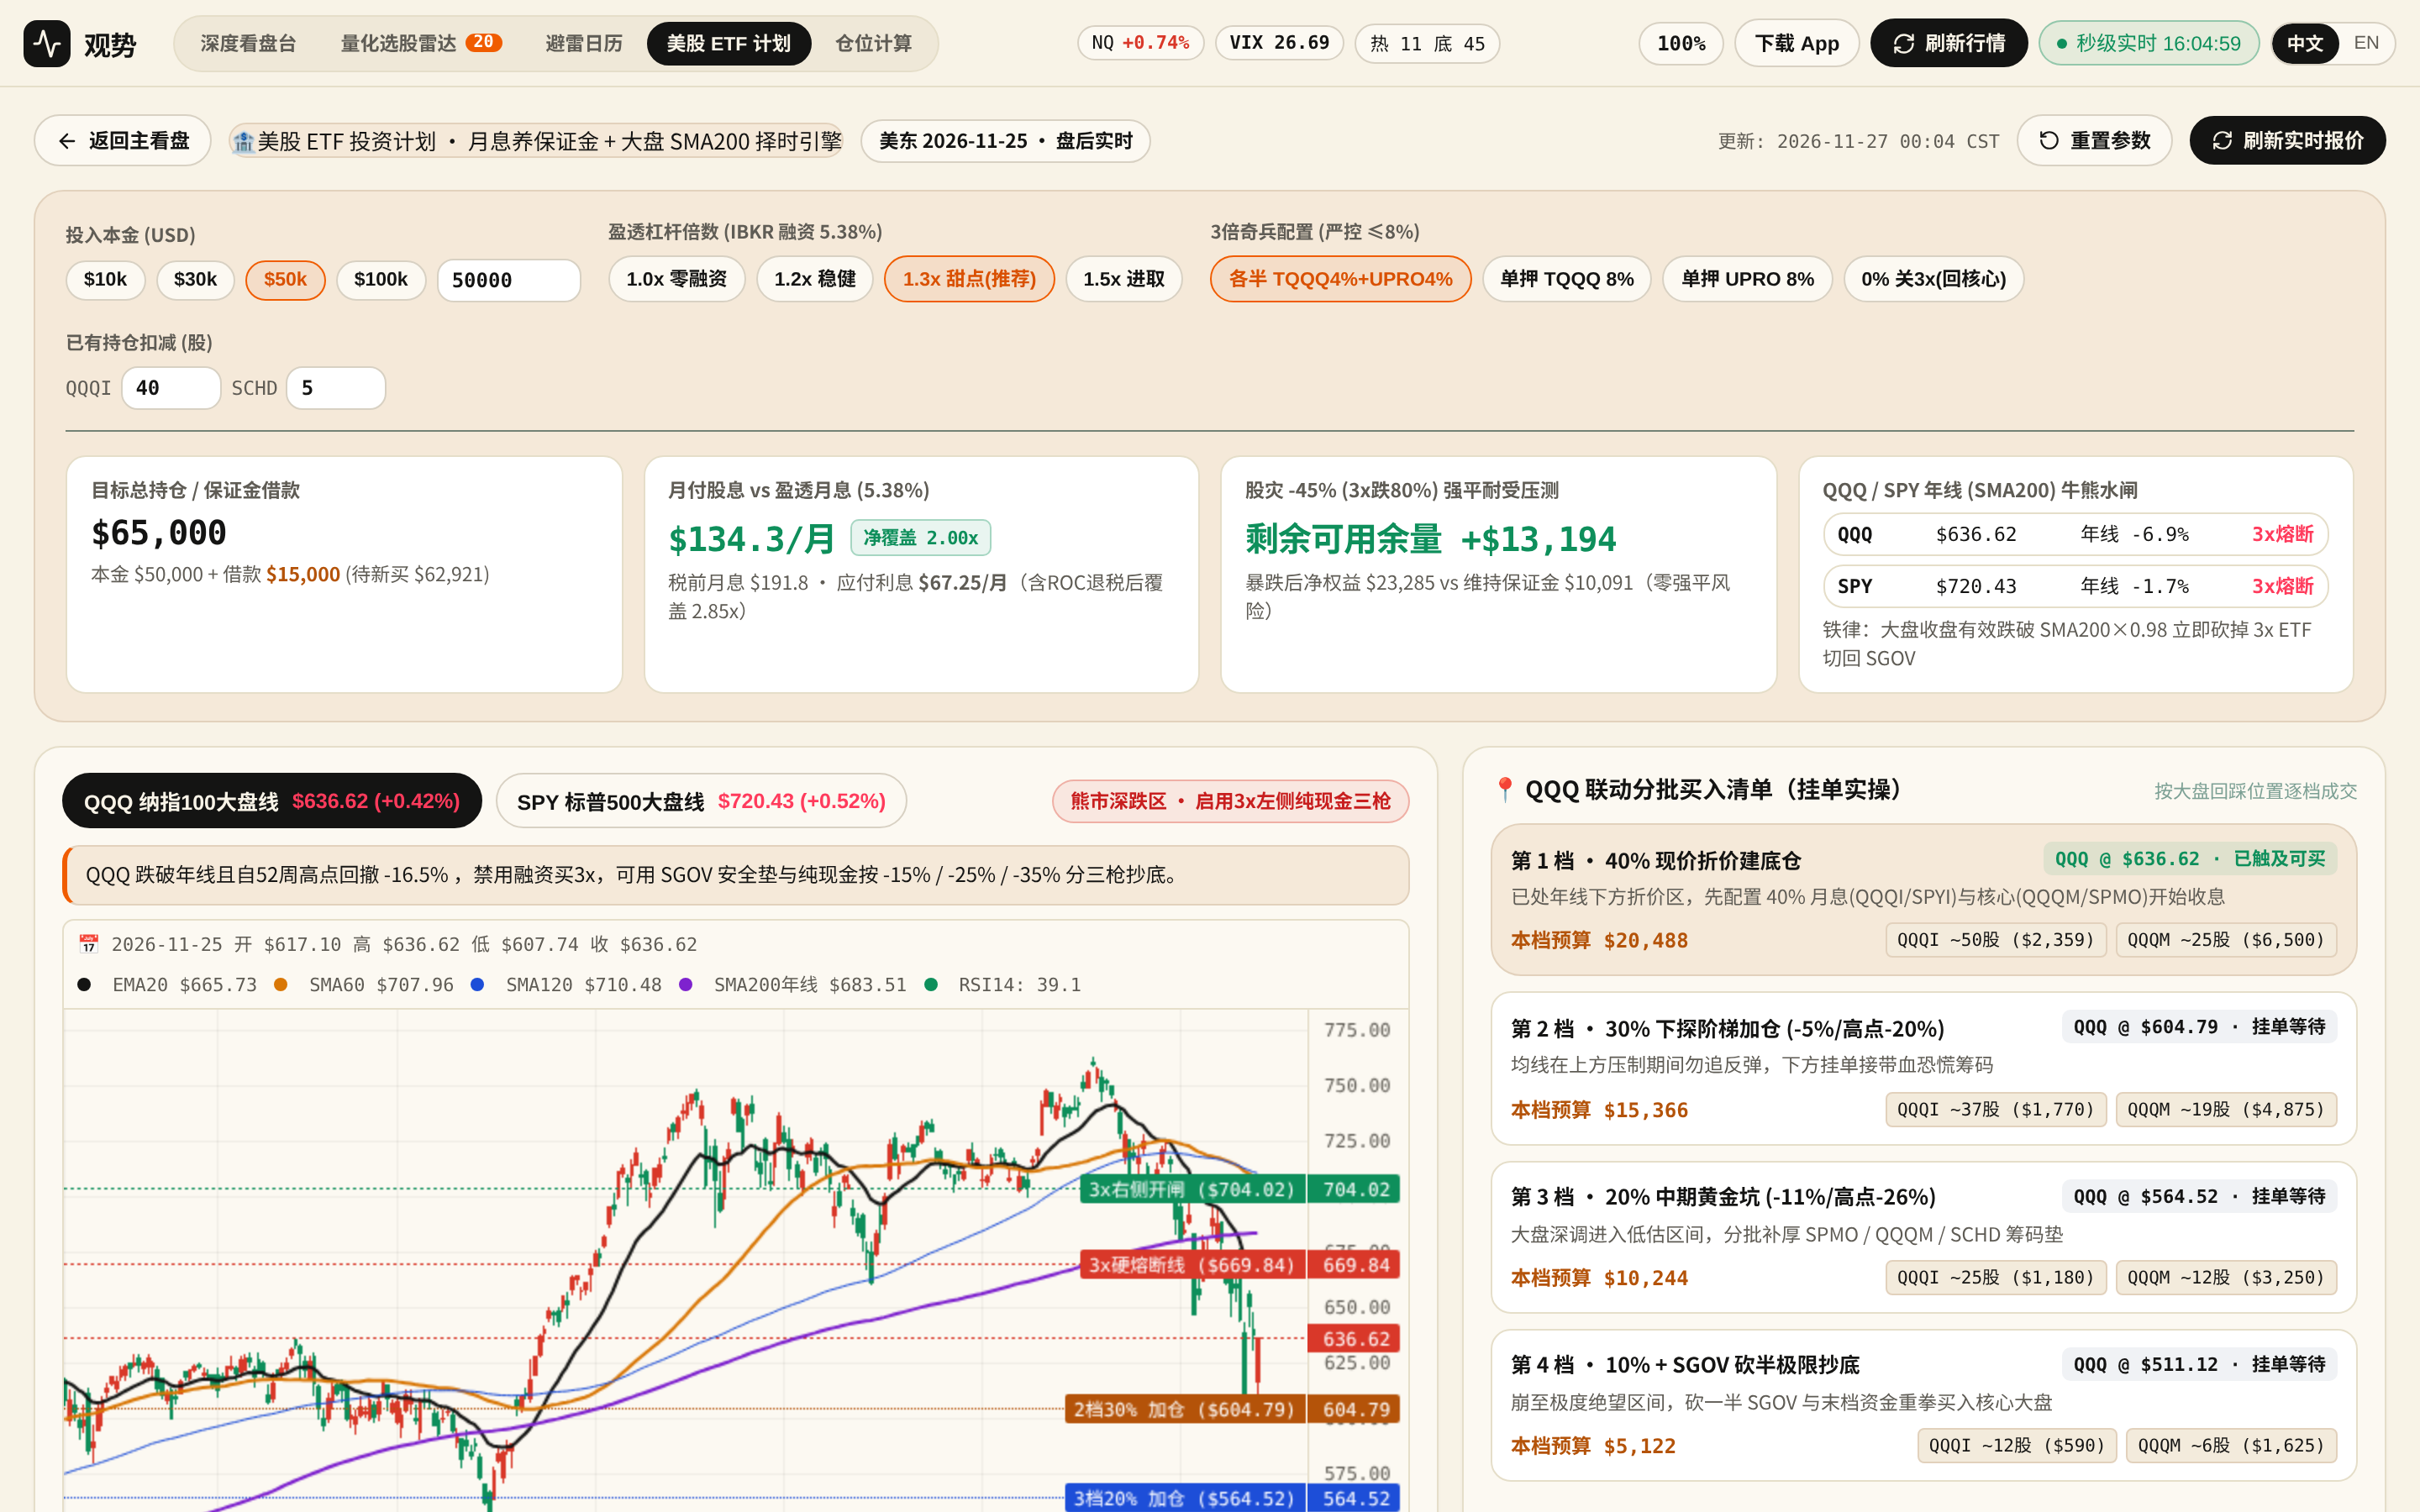 观势
深度看盘台
量化选股雷达 20
避雷日历
美股 ETF 计划
仓位计算
NQ +0.74%
VIX 26.69
热 11 底 45
100%
下载 App
刷新行情
秒级实时 16:04:59
中文
EN
返回主看盘
美股 ETF 投资计划 · 月息养保证金 + 大盘 SMA200 择时引擎
美东 2026-11-25 · 盘后实时
更新: 2026-11-27 00:04 CST
重置参数
刷新实时报价
投入本金 (USD)
$10k
$30k
$50k
$100k
50000
盈透杠杆倍数 (IBKR 融资 5.38%)
1.0x 零融资
1.2x 稳健
1.3x 甜点(推荐)
1.5x 进取
3倍奇兵配置 (严控 ≤8%)
各半 TQQQ4%+UPRO4%
单押 TQQQ 8%
单押 UPRO 8%
0% 关3x(回核心)
已有持仓扣减 (股)
QQQI 40 SCHD 5
目标总持仓 / 保证金借款
$65,000
本金 $50,000 + 借款 $15,000 (待新买 $62,921)
月付股息 vs 盈透月息 (5.38%)
$134.3/月 净覆盖 2.00x
税前月息 $191.8 · 应付利息 $67.25/月（含ROC退税后覆
盖 2.85x）
股灾 -45% (3x跌80%) 强平耐受压测
剩余可用余量 +$13,194
暴跌后净权益 $23,285 vs 维持保证金 $10,091（零强平风
险）
QQQ / SPY 年线 (SMA200) 牛熊水闸
QQQ $636.62 年线 -6.9% 3x熔断
SPY $720.43 年线 -1.7% 3x熔断
铁律：大盘收盘有效跌破 SMA200×0.98 立即砍掉 3x ETF
切回 SGOV
QQQ 纳指100大盘线 $636.62 (+0.42%)
SPY 标普500大盘线 $720.43 (+0.52%)
熊市深跌区 · 启用3x左侧纯现金三枪
QQQ 跌破年线且自52周高点回撤 -16.5%，禁用融资买3x，可用 SGOV 安全垫与纯现金按 -15% / -25% / -35% 分三枪抄底。
2026-11-25 开 $617.10 高 $636.62 低 $607.74 收 $636.62
EMA20 $665.73 SMA60 $707.96 SMA120 $710.48 SMA200年线 $683.51 RSI14: 39.1
775.00
750.00
725.00
3x右侧开闸 ($704.02) 704.02
3x硬熔断线 ($669.84) 669.84
650.00
636.62
625.00
2档30% 加仓 ($604.79) 604.79
575.00
3档20% 加仓 ($564.52) 564.52
QQQ 联动分批买入清单（挂单实操）
按大盘回踩位置逐档成交
第 1 档 · 40% 现价折价建底仓
QQQ @ $636.62 · 已触及可买
已处年线下方折价区，先配置 40% 月息(QQQI/SPYI)与核心(QQQM/SPMO)开始收息
本档预算 $20,488
QQQI ~50股 ($2,359)
QQQM ~25股 ($6,500)
第 2 档 · 30% 下探阶梯加仓 (-5%/高点-20%)
QQQ @ $604.79 · 挂单等待
均线在上方压制期间勿追反弹，下方挂单接带血恐慌筹码
本档预算 $15,366
QQQI ~37股 ($1,770)
QQQM ~19股 ($4,875)
第 3 档 · 20% 中期黄金坑 (-11%/高点-26%)
QQQ @ $564.52 · 挂单等待
大盘深调进入低估区间，分批补厚 SPMO / QQQM / SCHD 筹码垫
本档预算 $10,244
QQQI ~25股 ($1,180)
QQQM ~12股 ($3,250)
第 4 档 · 10% + SGOV 砍半极限抄底
QQQ @ $511.12 · 挂单等待
崩至极度绝望区间，砍一半 SGOV 与末档资金重拳买入核心大盘
本档预算 $5,122
QQQI ~12股 ($590)
QQQM ~6股 ($1,625)